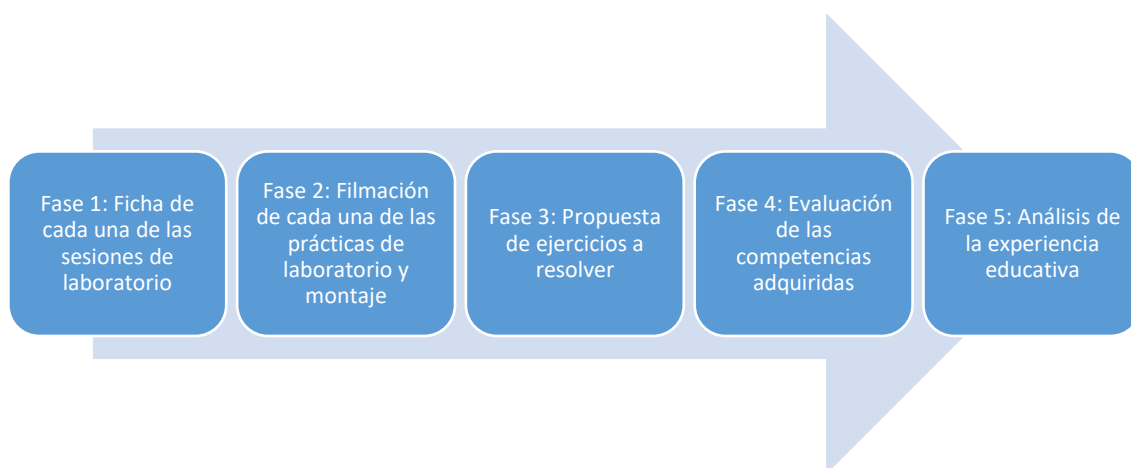 Fase 1: Ficha de
cada una de las
sesiones de
laboratorio
Fase 2: Filmación
de cada una de las
prácticas de
laboratorio y
montaje
Fase 3: Propuesta
de ejercicios a
resolver
Fase 4: Evaluación
de las
competencias
adquiridas
Fase 5: Análisis de
la experiencia
educativa